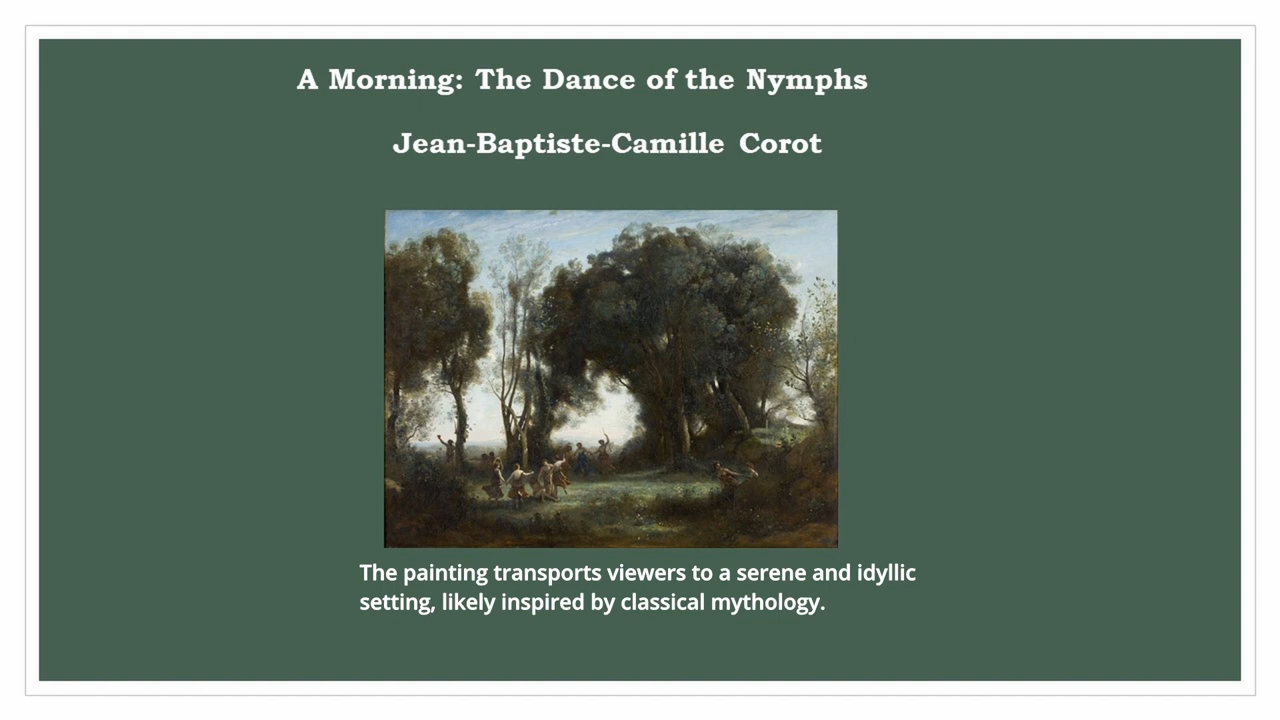 A Morning: The Dance of the Nymphs
Jean-Baptiste-Camille Corot
The painting transports viewers to a serene and idyllic
setting, likely inspired by classical mythology.